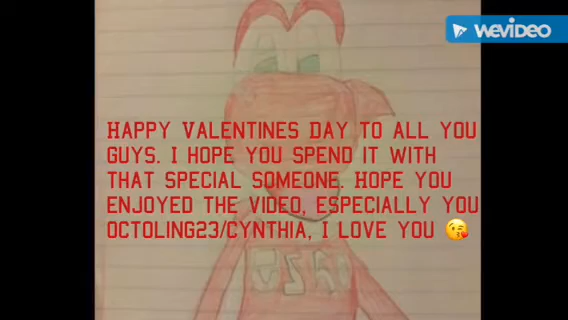 WEVIDEO
HAPPY VALENTINES DAY TO ALL YOU
GUYS. I HOPE YOU SPEND IT WITH
THAT SPECIAL SOMEONE. HOPE YOU
ENJOYED THE VIDEO, ESPECIALLY YOU
OCTOLING23/CYNTHIA, I LOVE YOU 😘